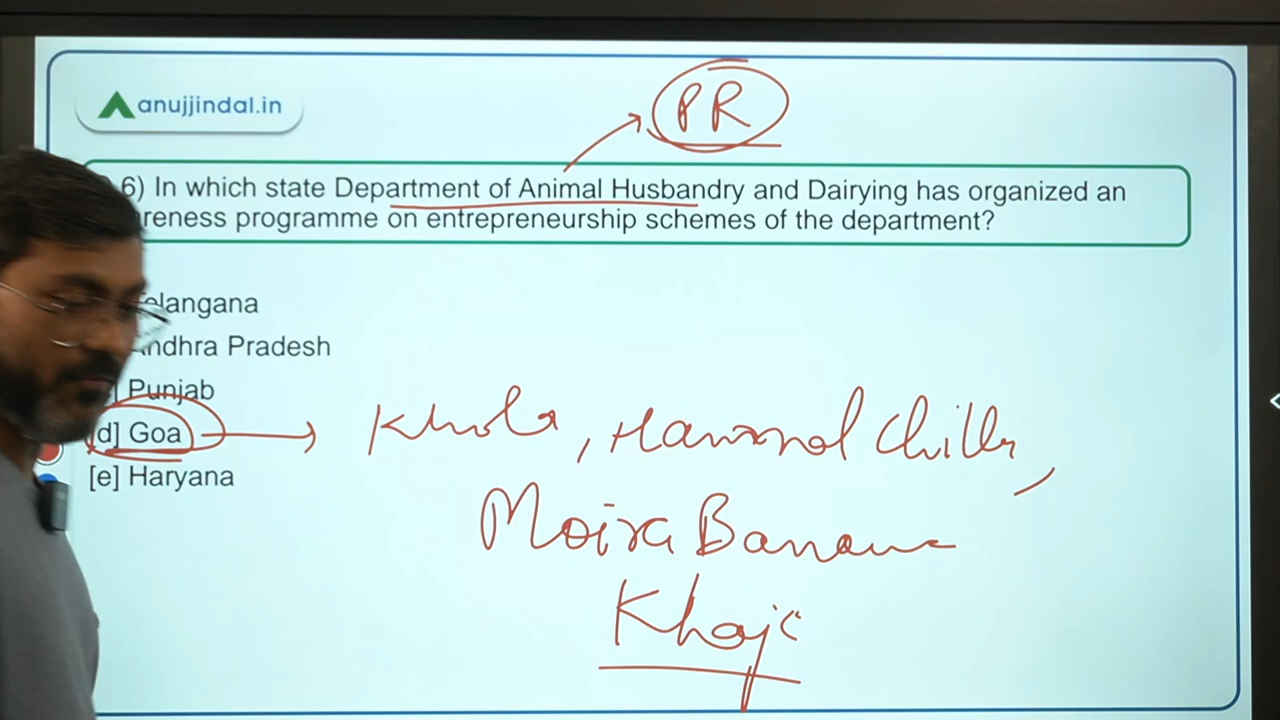 anujjindal.in
PR
6) In which state Department of Animal Husbandry and Dairying has organized an
reness programme on entrepreneurship schemes of the department?
elangana
ndhra Pradesh
] Punjab
[d] Goa
Khola, Harmal Chilli,
[e] Haryana
Moira Banana
Khaje